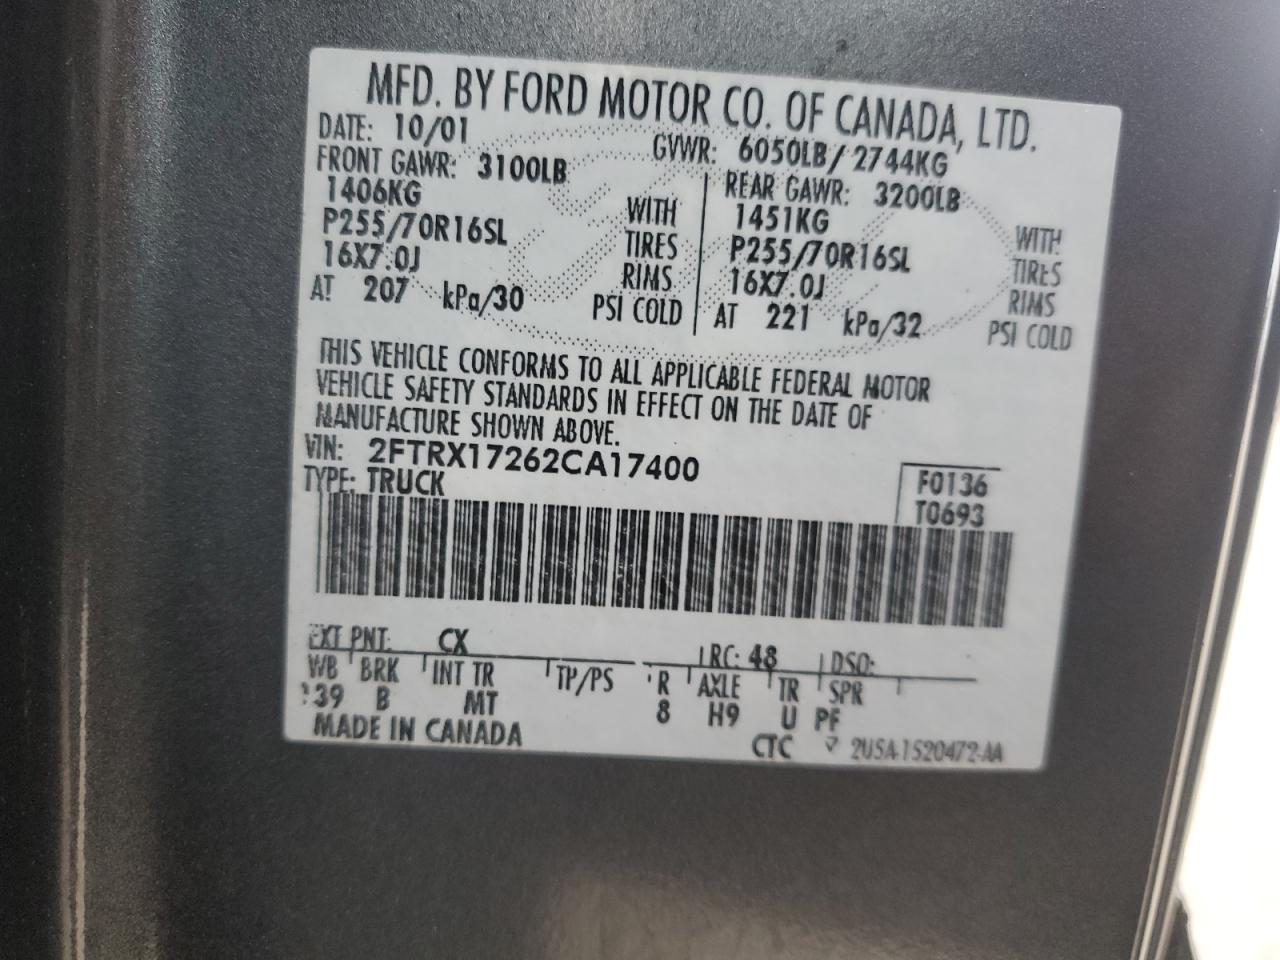 MFD. BY FORD MOTOR CO. OF CANADA, LTD.
DATE: 10/01 GVWR: 6050LB/ 2744KG
FRONT GAWR: 3100LB REAR GAWR: 3200LB
1406KG WITH 1451KG WITH
P255/70R16SL TIRES P255/70R16SL TIRES
16X7.0J RIMS 16X7.0J RIMS
AT 207 kPa/30 PSI COLD AT 221 kPa/32 PSI COLD
THIS VEHICLE CONFORMS TO ALL APPLICABLE FEDERAL MOTOR
VEHICLE SAFETY STANDARDS IN EFFECT ON THE DATE OF
MANUFACTURE SHOWN ABOVE.
VIN: 2FTRX17262CA17400
TYPE: TRUCK F0136
T0693
EXT PNT: CX RC: 48 DSO:
WB BRK INT TR TP/PS R AXLE TR SPR
139 B MT 8 H9 U PF
MADE IN CANADA CTC 2U5A-1520472-AA